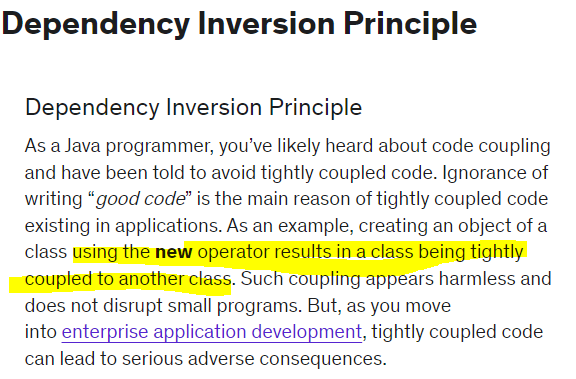 Dependency Inversion Principle
Dependency Inversion Principle
As a Java programmer, you’ve likely heard about code coupling
and have been told to avoid tightly coupled code. Ignorance of
writing “good code” is the main reason of tightly coupled code
existing in applications. As an example, creating an object of a
class using the new operator results in a class being tightly
coupled to another class. Such coupling appears harmless and
does not disrupt small programs. But, as you move
into enterprise application development, tightly coupled code
can lead to serious adverse consequences.